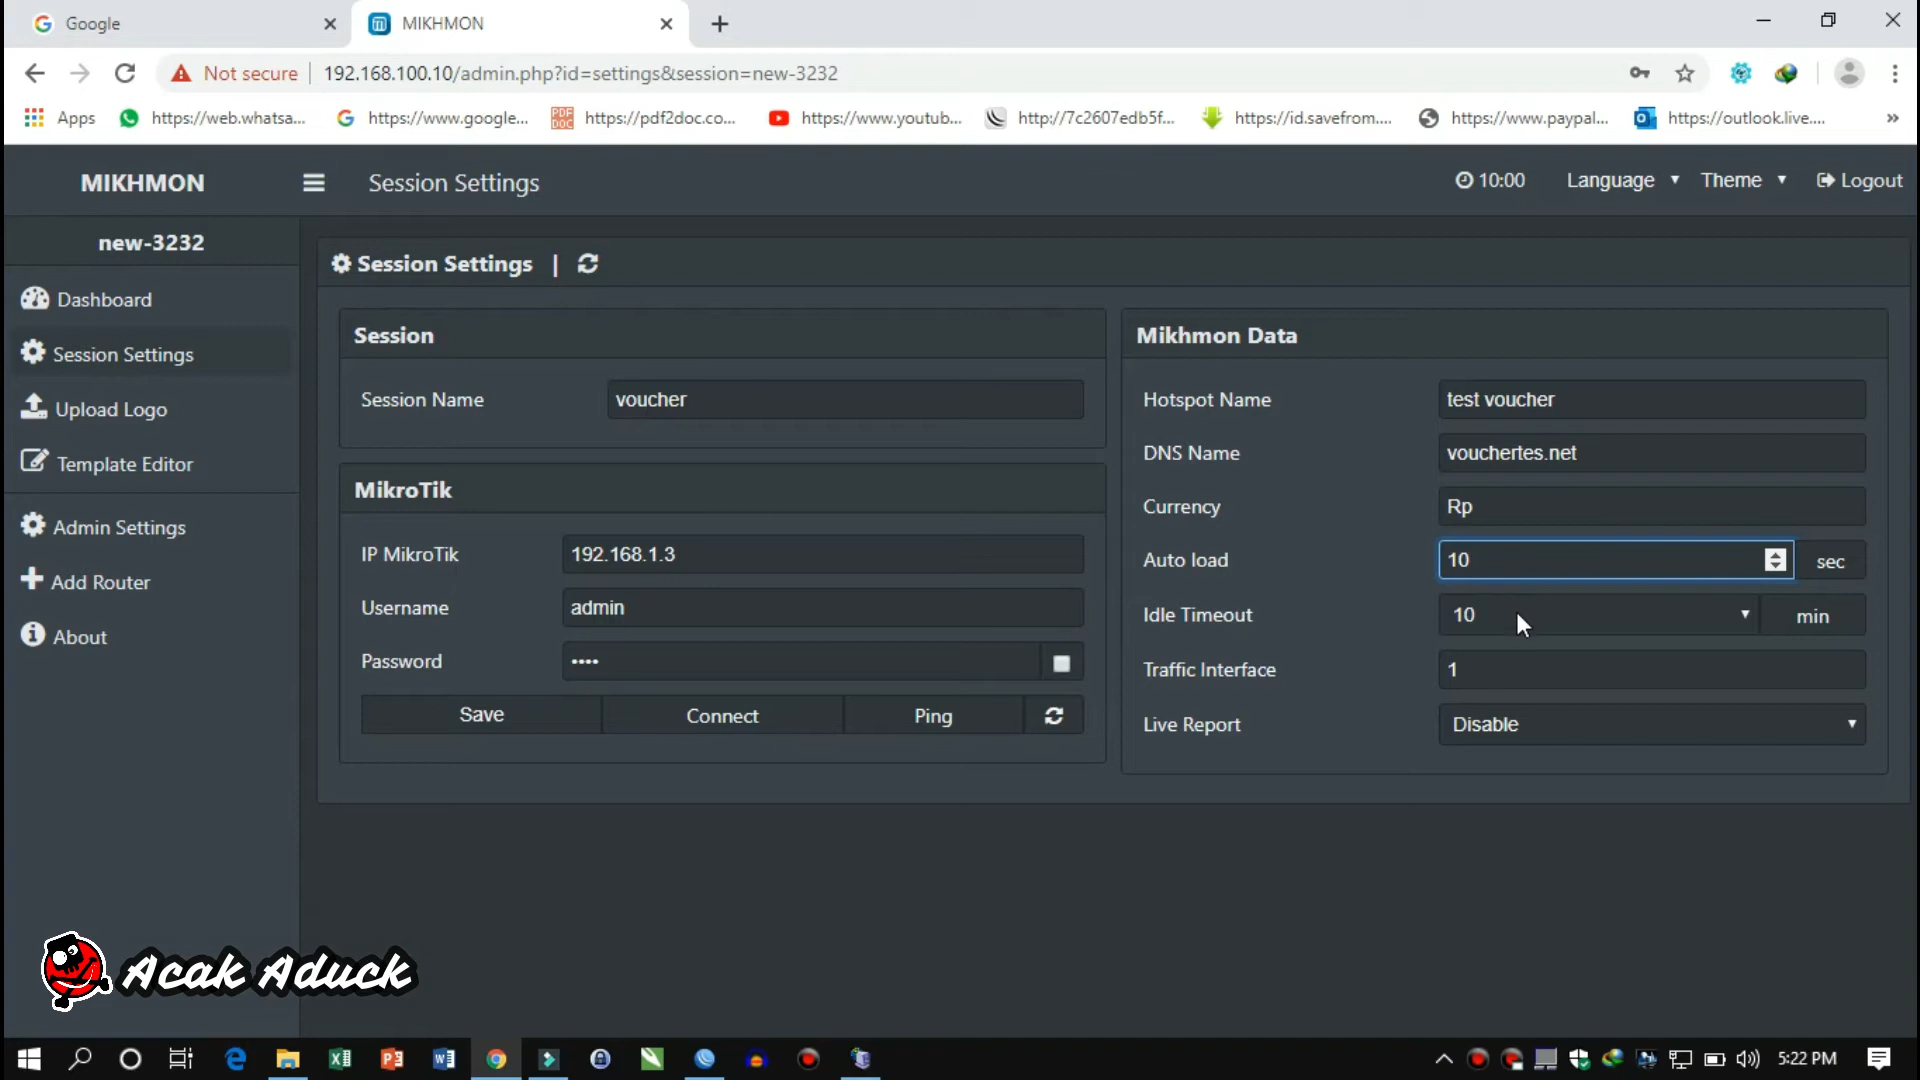 Google
MIKHMON
Not secure
192.168.100.10/admin.php?id=settings&session=new-3232
Apps
https://web.whatsa...
https://www.google...
https://pdf2doc.co...
https://www.youtub...
http://7c2607edb5f...
https://id.savefrom....
https://www.paypal...
https://outlook.live....
MIKHMON
Session Settings
10:00
Language
Theme
Logout
new-3232
Dashboard
Session Settings
Upload Logo
Template Editor
Admin Settings
Add Router
About
Session Settings |
Session
Session Name
voucher
MikroTik
IP MikroTik
192.168.1.3
Username
admin
Password
••••
Save
Connect
Ping
Mikhmon Data
Hotspot Name
test voucher
DNS Name
vouchertes.net
Currency
Rp
Auto load
10
sec
Idle Timeout
10
min
Traffic Interface
1
Live Report
Disable
Acak Aduck
5:22 PM